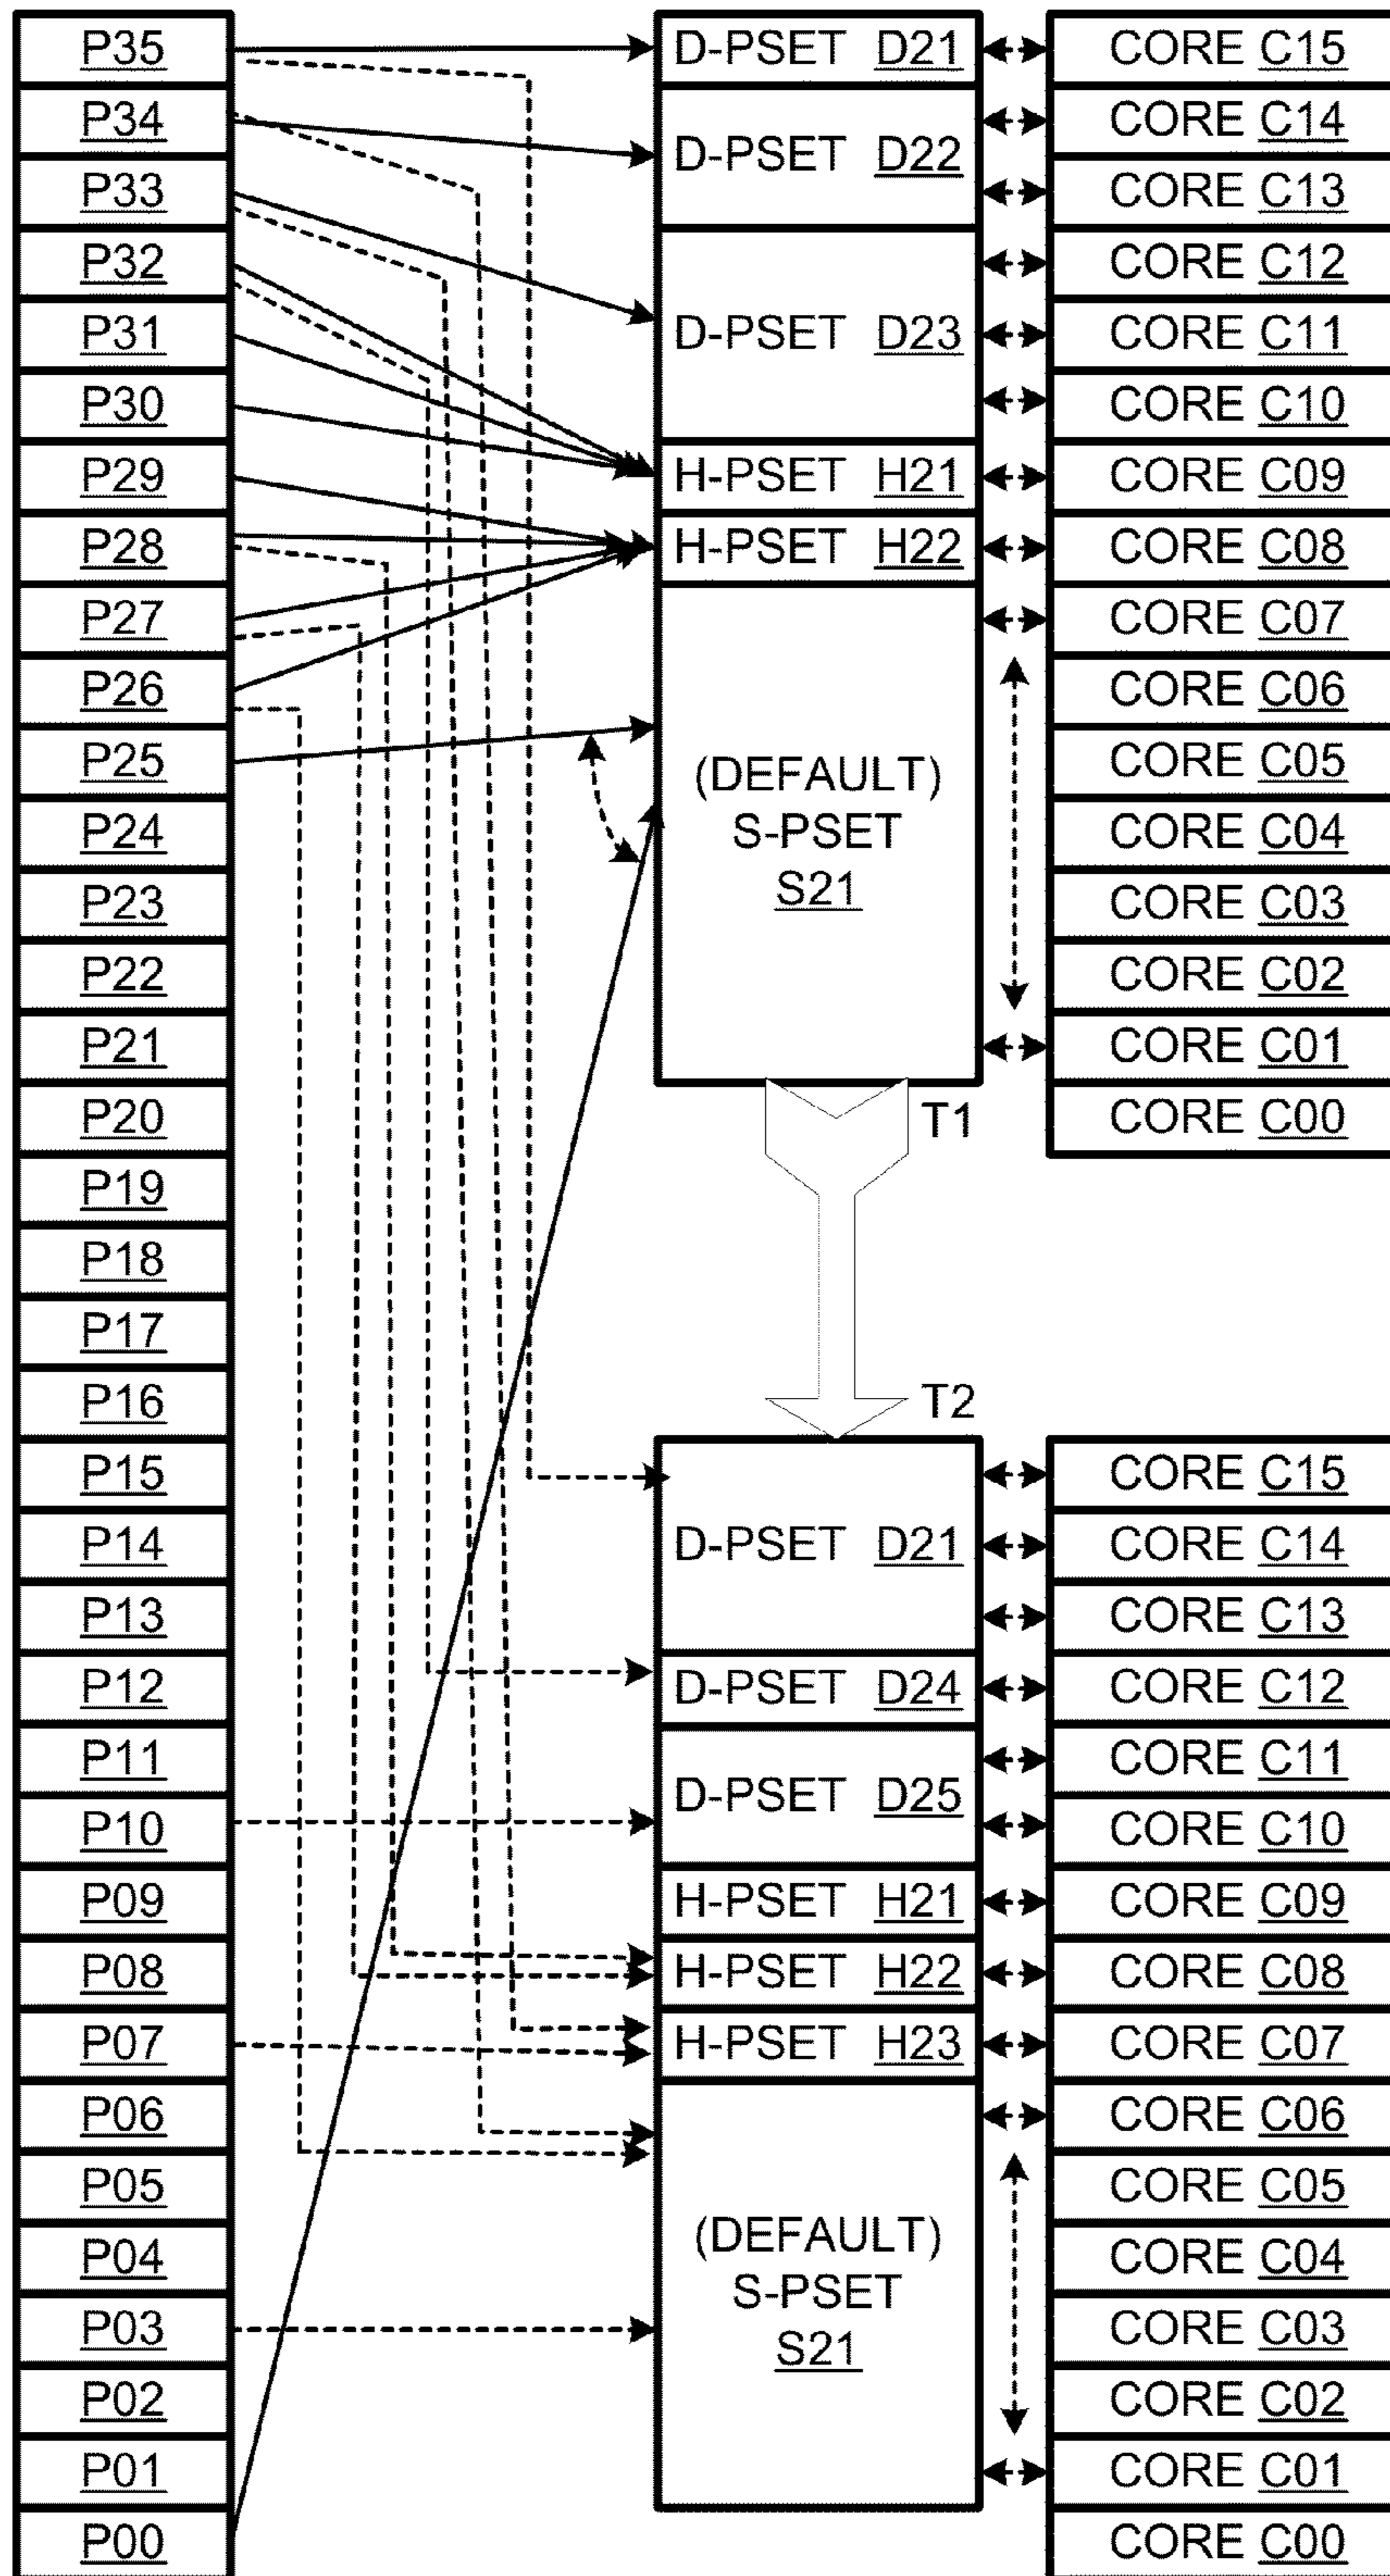 P35
P34
P33
P32
P31
P30
P29
P28
P27
P26
P25
P24
P23
P22
P21
P20
P19
P18
P17
P16
P15
P14
P13
P12
P11
P10
P09
P08
P07
P06
P05
P04
P03
P02
P01
P00
D-PSET D21
D-PSET D22
D-PSET D23
H-PSET H21
H-PSET H22
(DEFAULT)
S-PSET
S21
T1
T2
D-PSET D21
D-PSET D24
D-PSET D25
H-PSET H21
H-PSET H22
H-PSET H23
(DEFAULT)
S-PSET
S21
CORE C15
CORE C14
CORE C13
CORE C12
CORE C11
CORE C10
CORE C09
CORE C08
CORE C07
CORE C06
CORE C05
CORE C04
CORE C03
CORE C02
CORE C01
CORE C00
CORE C15
CORE C14
CORE C13
CORE C12
CORE C11
CORE C10
CORE C09
CORE C08
CORE C07
CORE C06
CORE C05
CORE C04
CORE C03
CORE C02
CORE C01
CORE C00